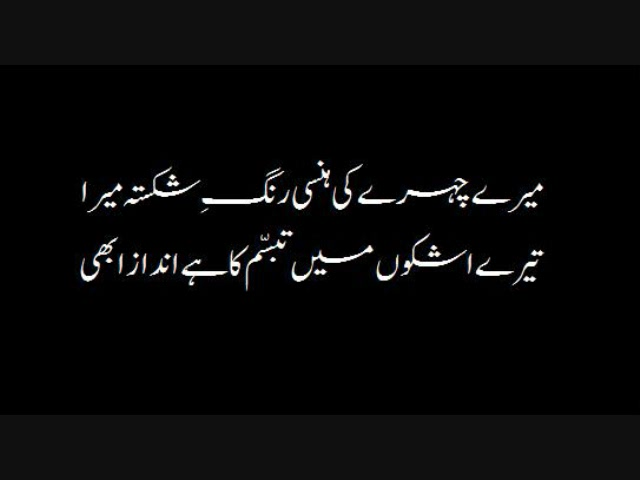 میرے چہرے کی ہنسی رنگِ شکستہ میرا
تیرے اشکوں میں تبسّم کا ہے انداز ابھی